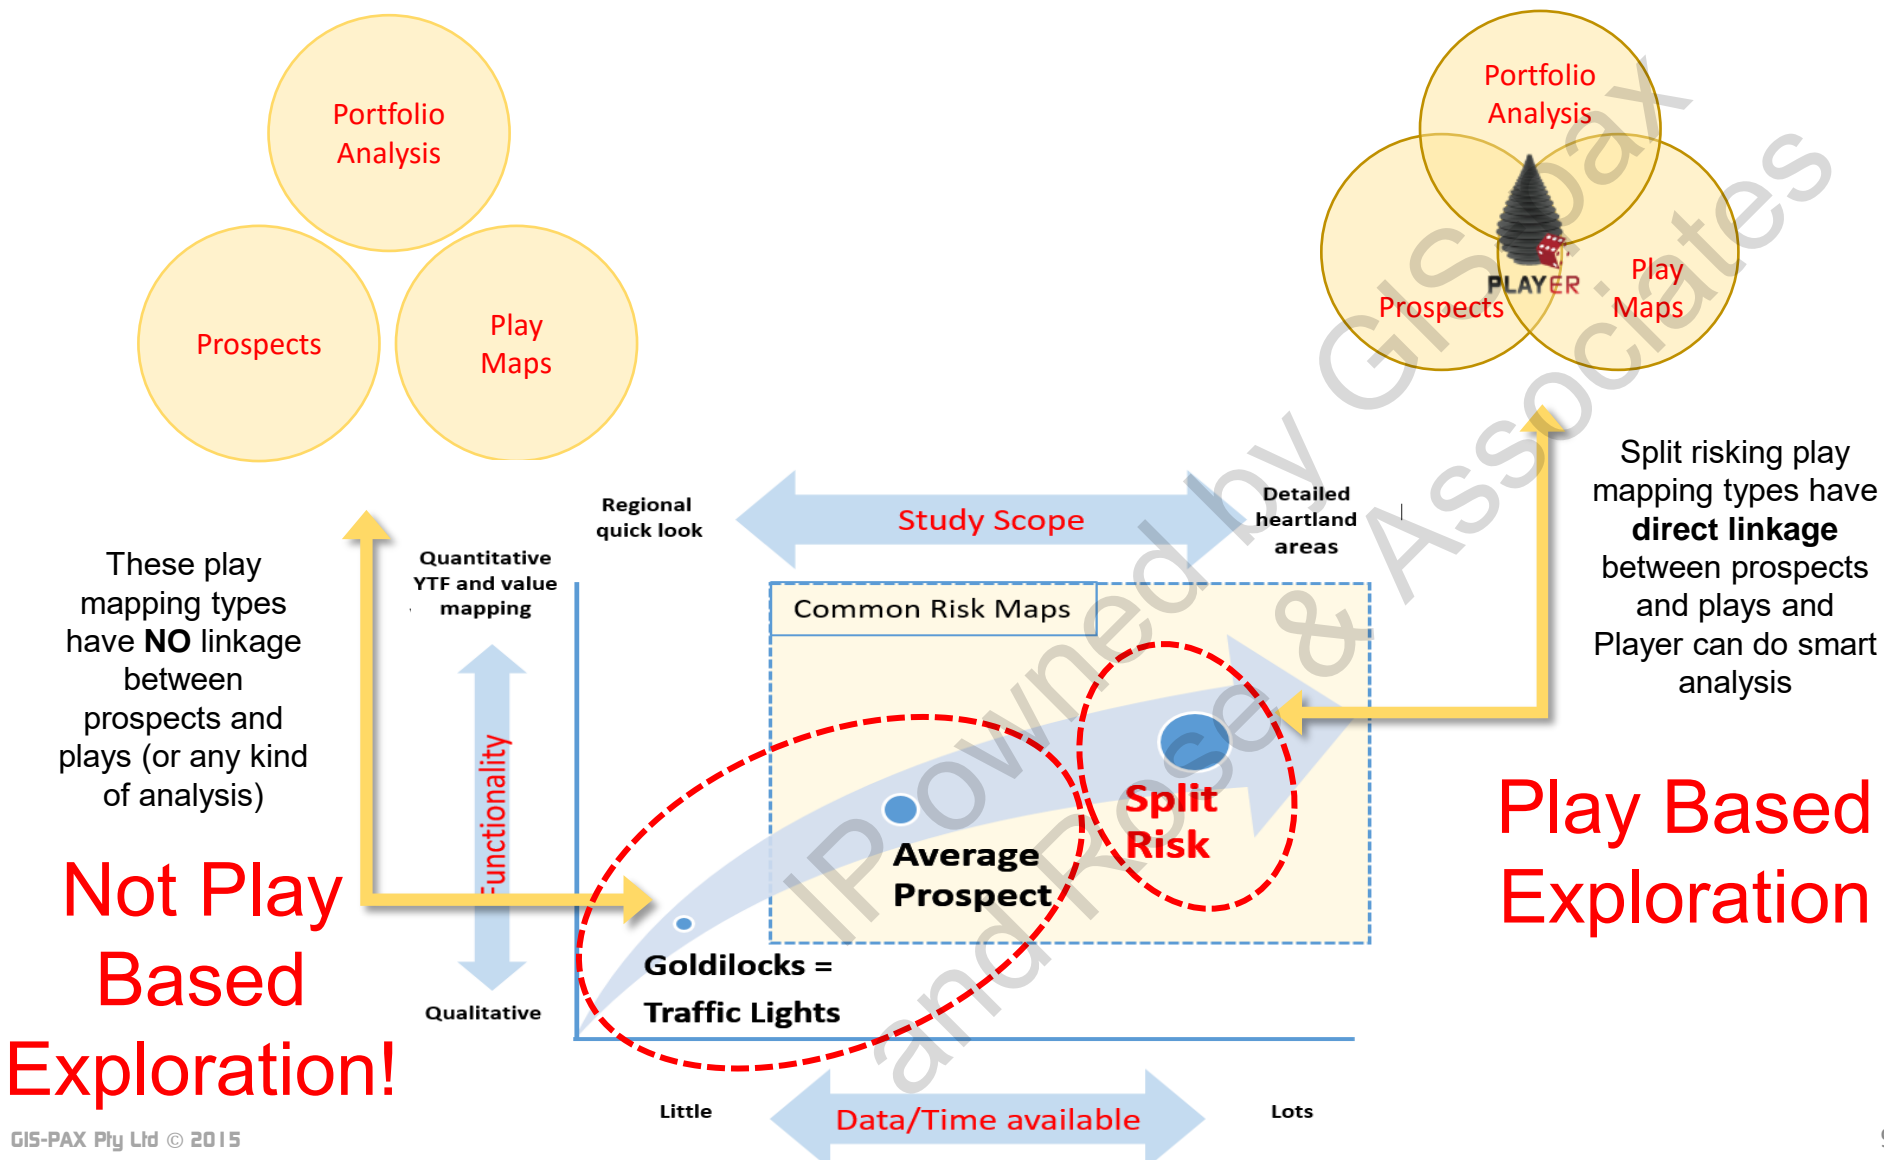 Portfolio
Analysis
Prospects
Play
Maps
Portfolio
Analysis
PLAYER
Prospects
Play
Maps
These play
mapping types
have NO linkage
between
prospects and
plays (or any kind
of analysis)
Not Play
Based
Exploration!
Regional
quick look
Study Scope
Detailed
heartland
areas
Quantitative
YTF and value
mapping
Functionality
Qualitative
Common Risk Maps
Split
Risk
Average
Prospect
Goldilocks =
Traffic Lights
Little
Data/Time available
Lots
Split risking play
mapping types have
direct linkage
between prospects
and plays and
Player can do smart
analysis
Play Based
Exploration
IP owned by GIS-pax
and Rose & Associates
GIS-PAX Pty Ltd © 2015